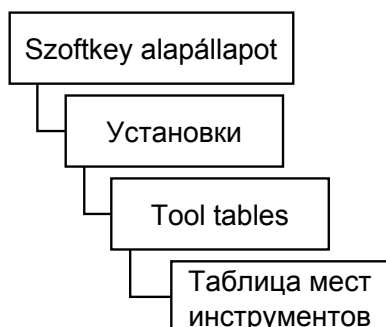 Szoftkey alapállapot
Установки
Tool tables
Таблица мест
инструментов